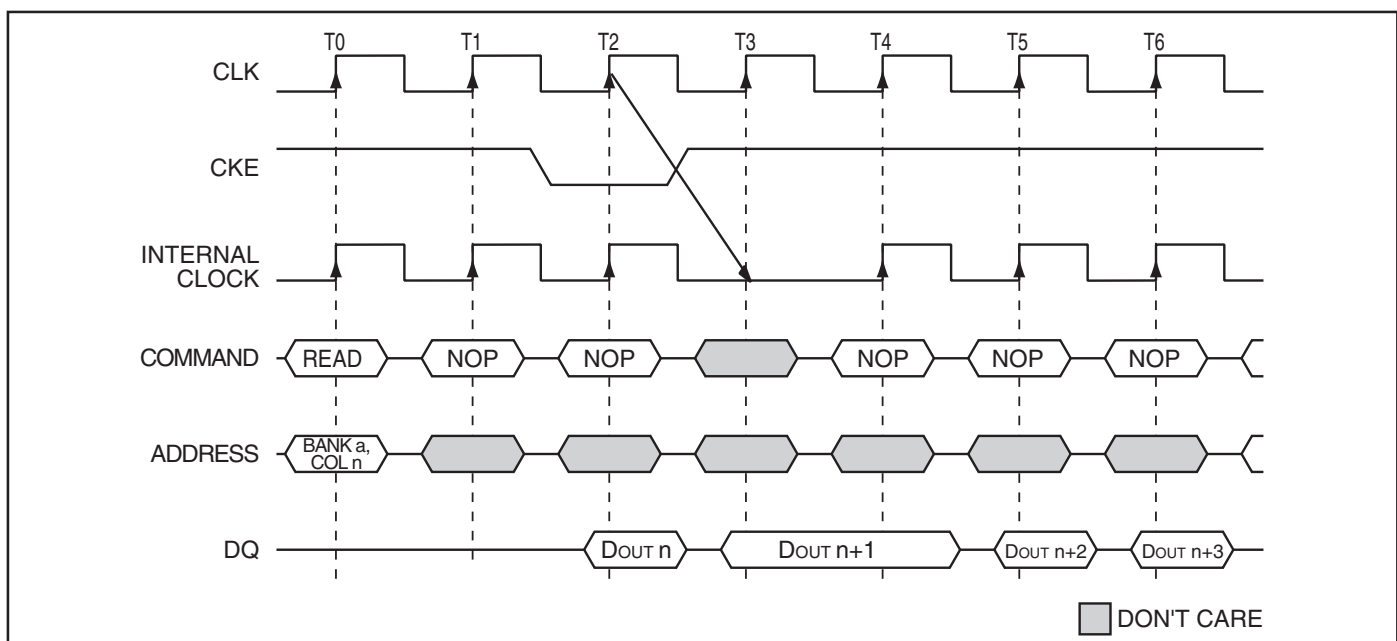 T0 T1 T2 T3 T4 T5 T6
CLK
CKE
INTERNAL
CLOCK
COMMAND READ NOP NOP NOP NOP NOP
ADDRESS BANK a,
COL n
DQ DOUT n DOUT n+1 DOUT n+2 DOUT n+3
DON'T CARE